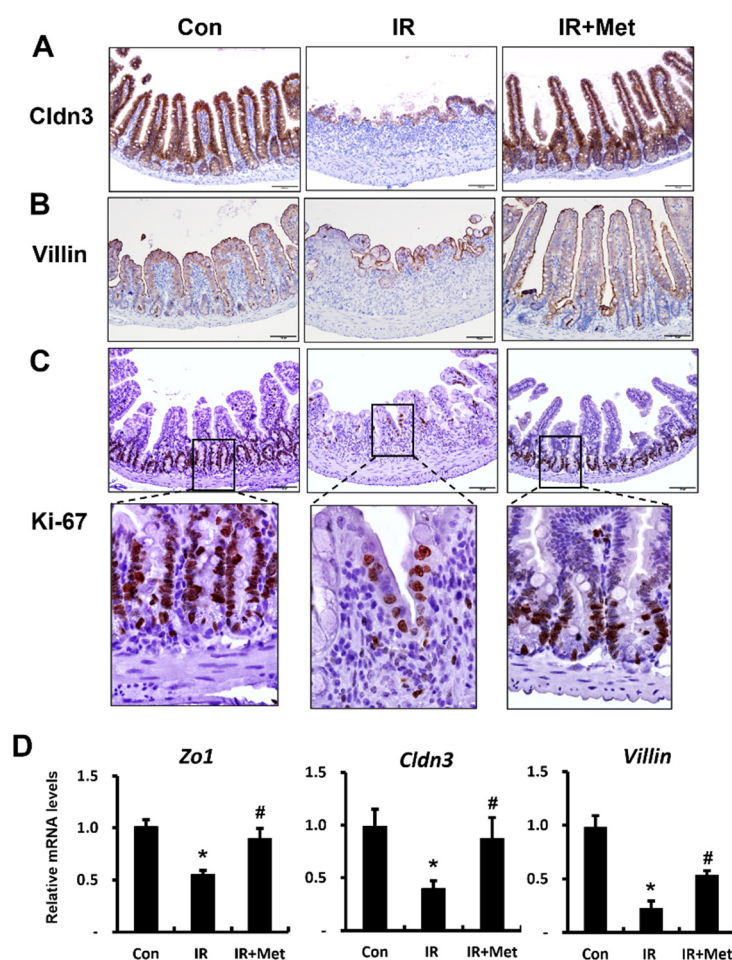 Con IR IR+Met
A
Cldn3
B
Villin
C
Ki-67
D
Zo1 Cldn3 Villin
Relative mRNA levels
1.5 1.5 1.5
# # #
1.0 1.0 1.0
* * *
0.5 0.5 0.5
- - -
Con IR IR+Met Con IR IR+Met Con IR IR+Met